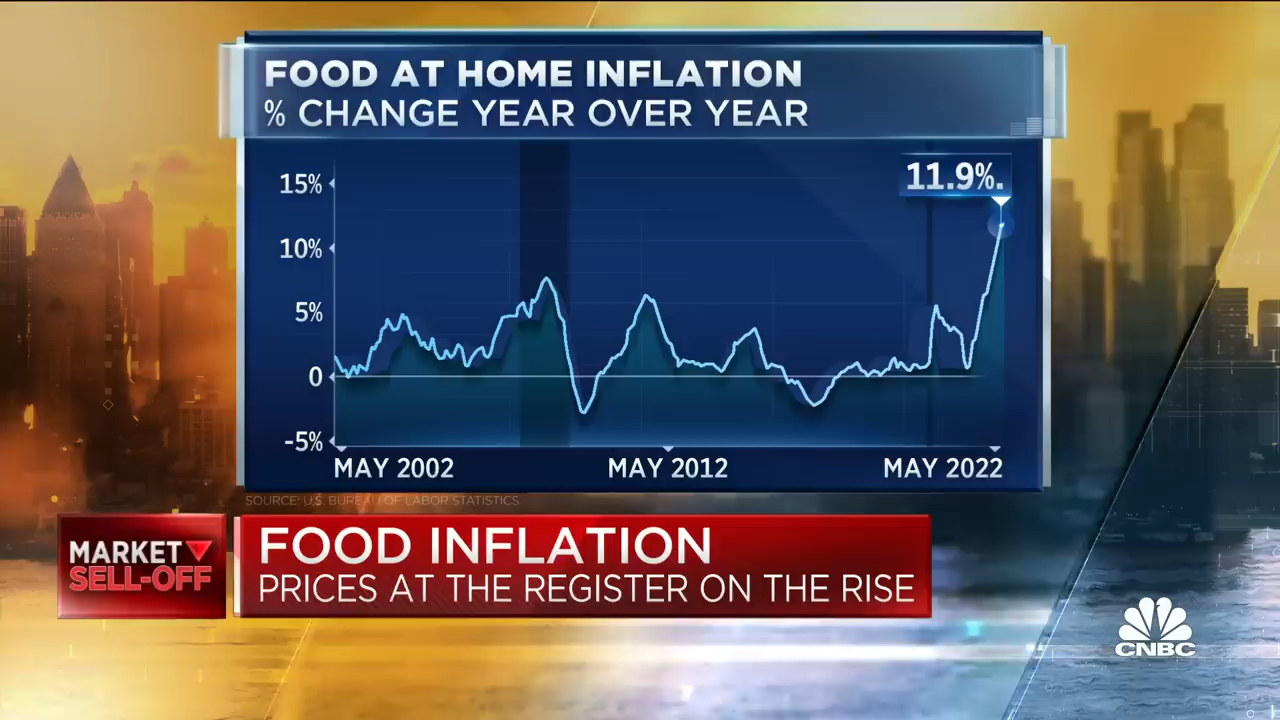 FOOD AT HOME INFLATION
% CHANGE YEAR OVER YEAR
11.9%.
15%
10%
5%
0
-5%
MAY 2002 MAY 2012 MAY 2022
SOURCE: U.S. BUREAU OF LABOR STATISTICS
MARKET
SELL-OFF
FOOD INFLATION
PRICES AT THE REGISTER ON THE RISE
CNBC